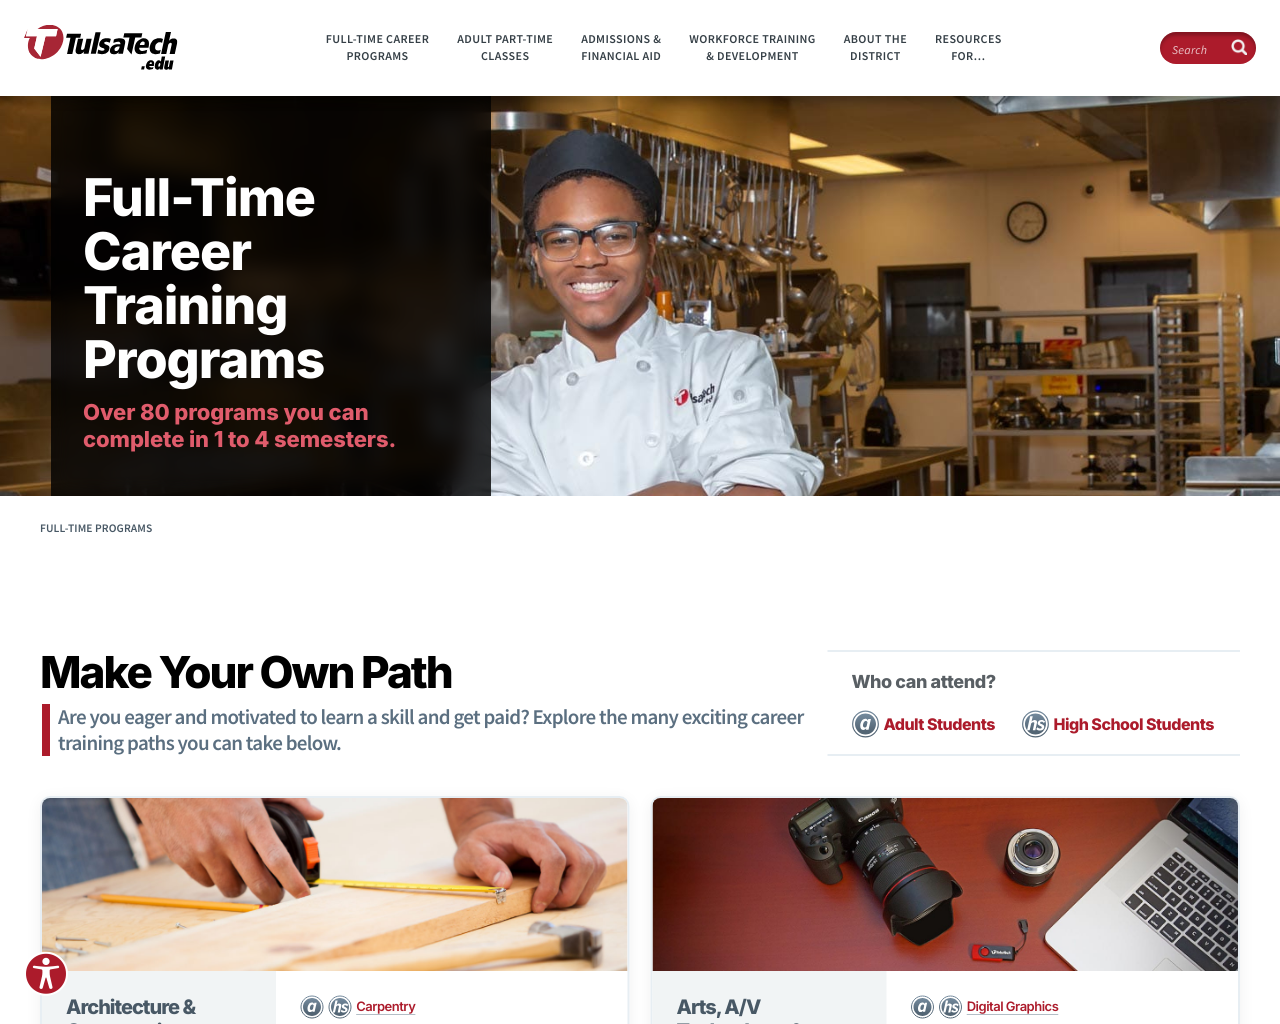 TulsaTech
.edu
FULL-TIME CAREER
PROGRAMS
ADULT PART-TIME
CLASSES
ADMISSIONS &
FINANCIAL AID
WORKFORCE TRAINING
& DEVELOPMENT
ABOUT THE
DISTRICT
RESOURCES
FOR...
Search
Full-Time
Career
Training
Programs
Over 80 programs you can
complete in 1 to 4 semesters.
FULL-TIME PROGRAMS
Make Your Own Path
Are you eager and motivated to learn a skill and get paid? Explore the many exciting career
training paths you can take below.
Who can attend?
a Adult Students
hs High School Students
Canon
Architecture &
a hs Carpentry
Arts, A/V
a hs Digital Graphics